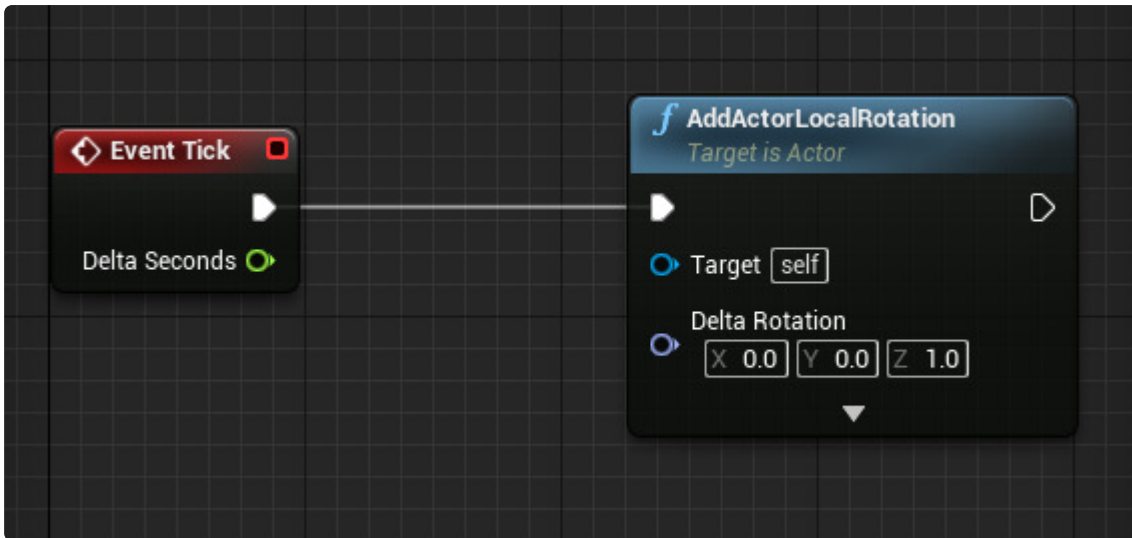 Event Tick
Delta Seconds
f AddActorLocalRotation
Target is Actor
Target self
Delta Rotation
X 0.0 Y 0.0 Z 1.0